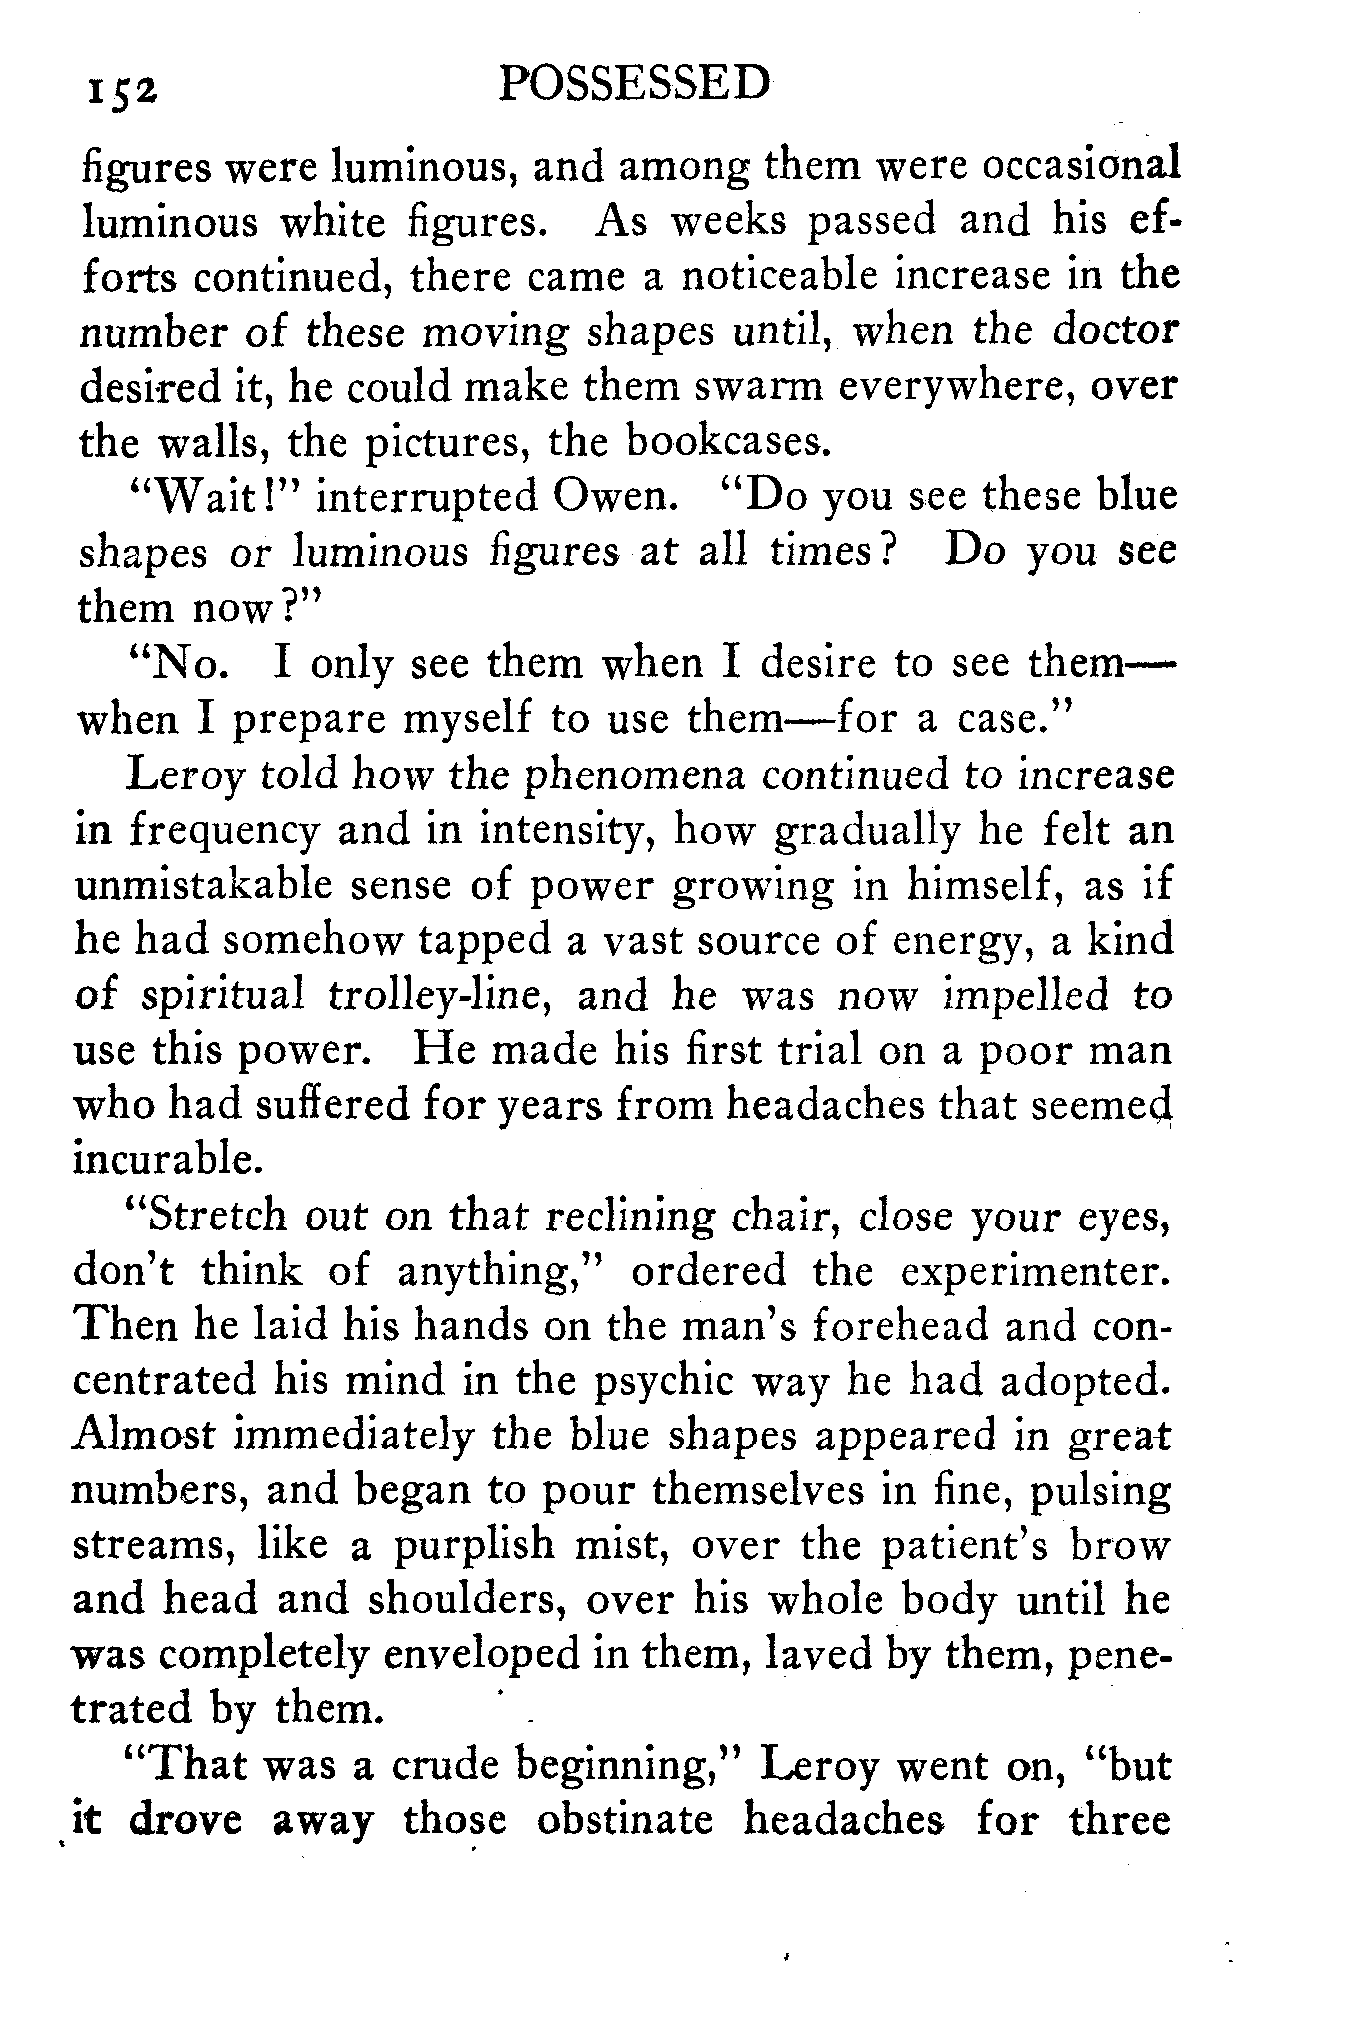 152 POSSESSED
figures were luminous, and among them were occasional
luminous white figures. As weeks passed and his ef-
forts continued, there came a noticeable increase in the
number of these moving shapes until, when the doctor
desired it, he could make them swarm everywhere, over
the walls, the pictures, the bookcases.
“Wait!” interrupted Owen. “Do you see these blue
shapes or luminous figures at all times? Do you see
them now?”
“No. I only see them when I desire to see them—
when I prepare myself to use them—for a case.”
Leroy told how the phenomena continued to increase
in frequency and in intensity, how gradually he felt an
unmistakable sense of power growing in himself, as if
he had somehow tapped a vast source of energy, a kind
of spiritual trolley-line, and he was now impelled to
use this power. He made his first trial on a poor man
who had suffered for years from headaches that seemed
incurable.
“Stretch out on that reclining chair, close your eyes,
don’t think of anything,” ordered the experimenter.
Then he laid his hands on the man’s forehead and con-
centrated his mind in the psychic way he had adopted.
Almost immediately the blue shapes appeared in great
numbers, and began to pour themselves in fine, pulsing
streams, like a purplish mist, over the patient’s brow
and head and shoulders, over his whole body until he
was completely enveloped in them, laved by them, pene-
trated by them.
“That was a crude beginning,” Leroy went on, “but
it drove away those obstinate headaches for three